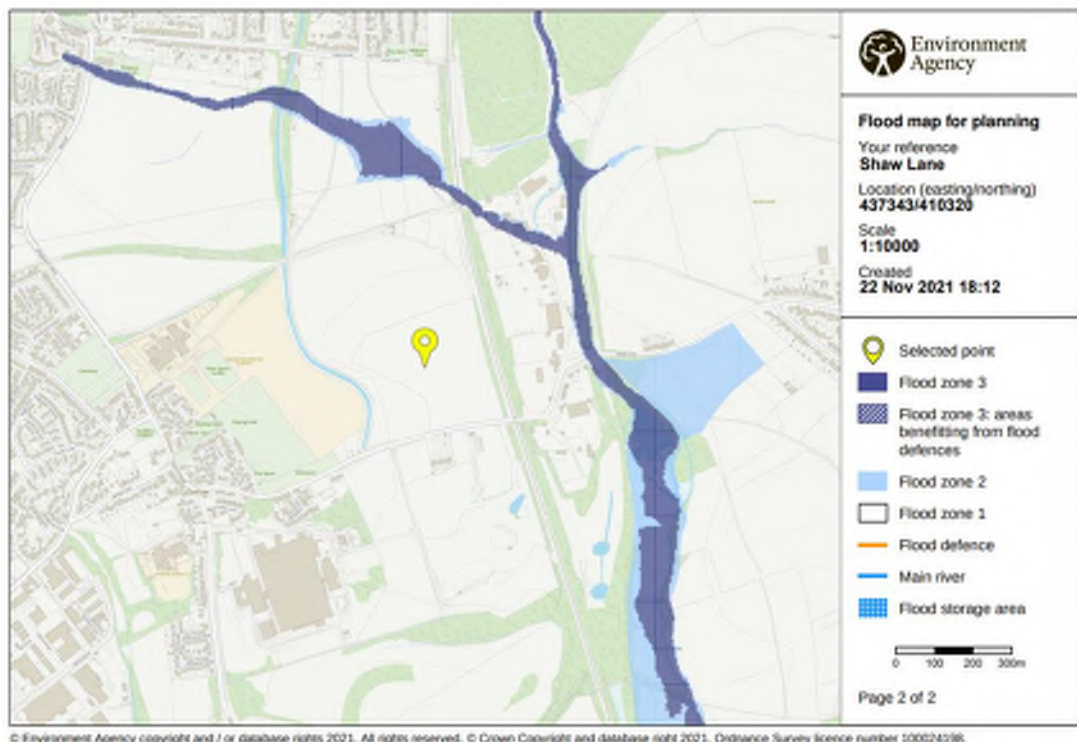 Environment
Agency
Flood map for planning
Your reference
Shaw Lane
Location (easting/northing)
437343/410320
Scale
1:10000
Created
22 Nov 2021 18:12
Selected point
Flood zone 3
Flood zone 3: areas
benefitting from flood
defences
Flood zone 2
Flood zone 1
Flood defence
Main river
Flood storage area
0 100 200 300m
Page 2 of 2
© Environment Agency copyright and / or database rights 2021. All rights reserved. © Crown Copyright and database right 2021. Ordnance Survey licence number 100024198.